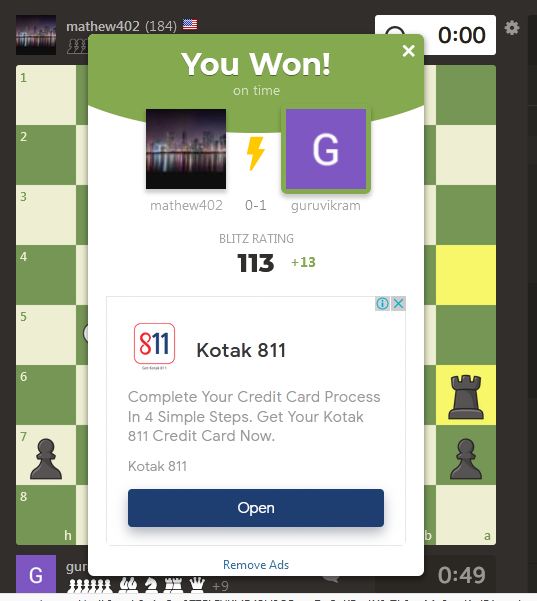 mathew402 (184)
0:00
You Won!
on time
G
mathew402 0-1 guruvikram
BLITZ RATING
113 +13
811
Kotak 811
Complete Your Credit Card Process
In 4 Simple Steps. Get Your Kotak
811 Credit Card Now.
Kotak 811
Open
Remove Ads
1
2
3
4
5
6
7
8
h
b
a
G
+9
0:49